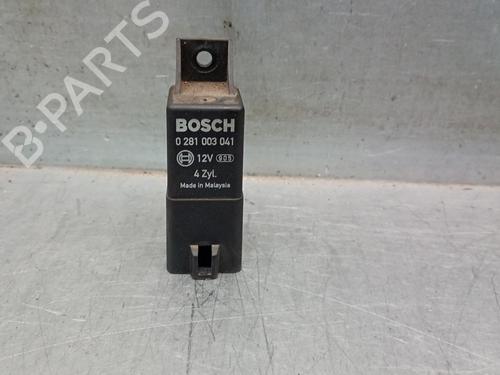 B-PARTS
BOSCH
0 281 003 041
12V
4 Zyl.
Made in Malaysia